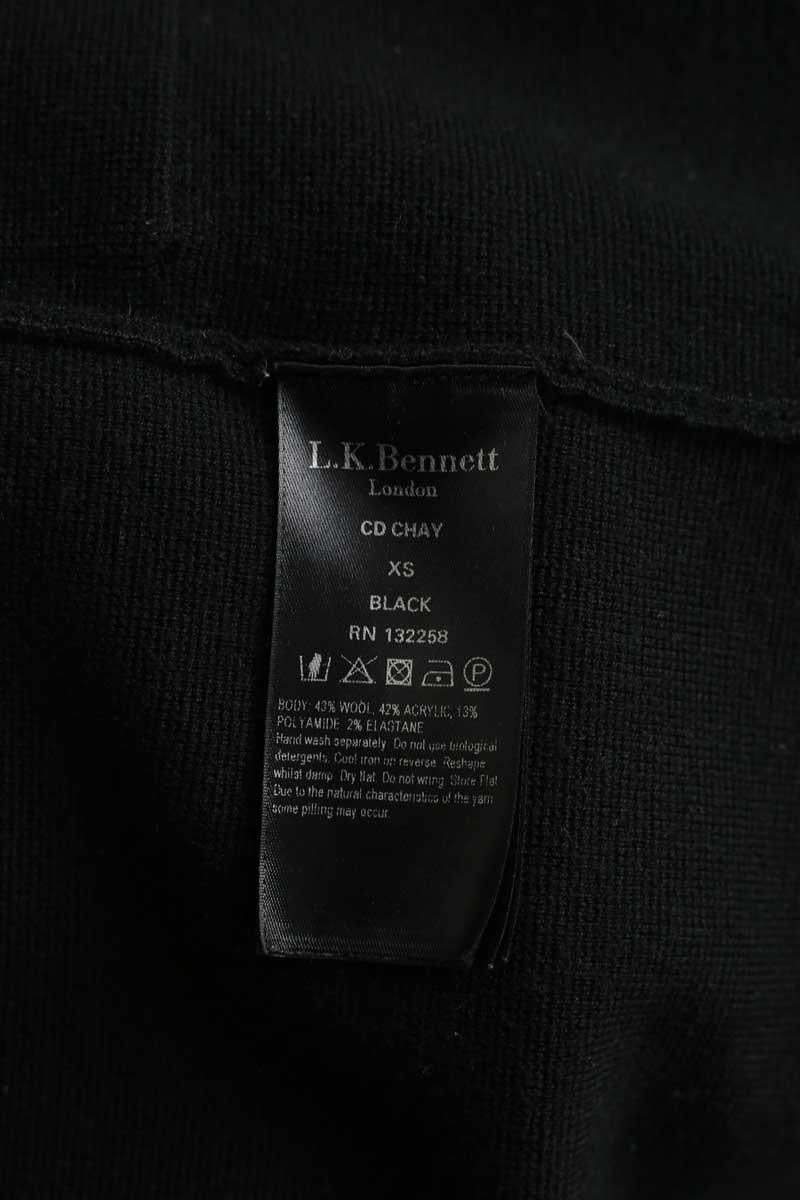 L.K.Bennett
London
CD CHAY
XS
BLACK
RN 132258
P
BODY: 43% WOOL, 42% ACRYLIC, 13%
POLYAMIDE, 2% ELASTANE
Hand wash separately. Do not use biological
detergents. Cool iron on reverse. Reshape
whilst damp. Dry flat. Do not wring. Store Flat
Due to the natural characteristics of the yarn
some pilling may occur.